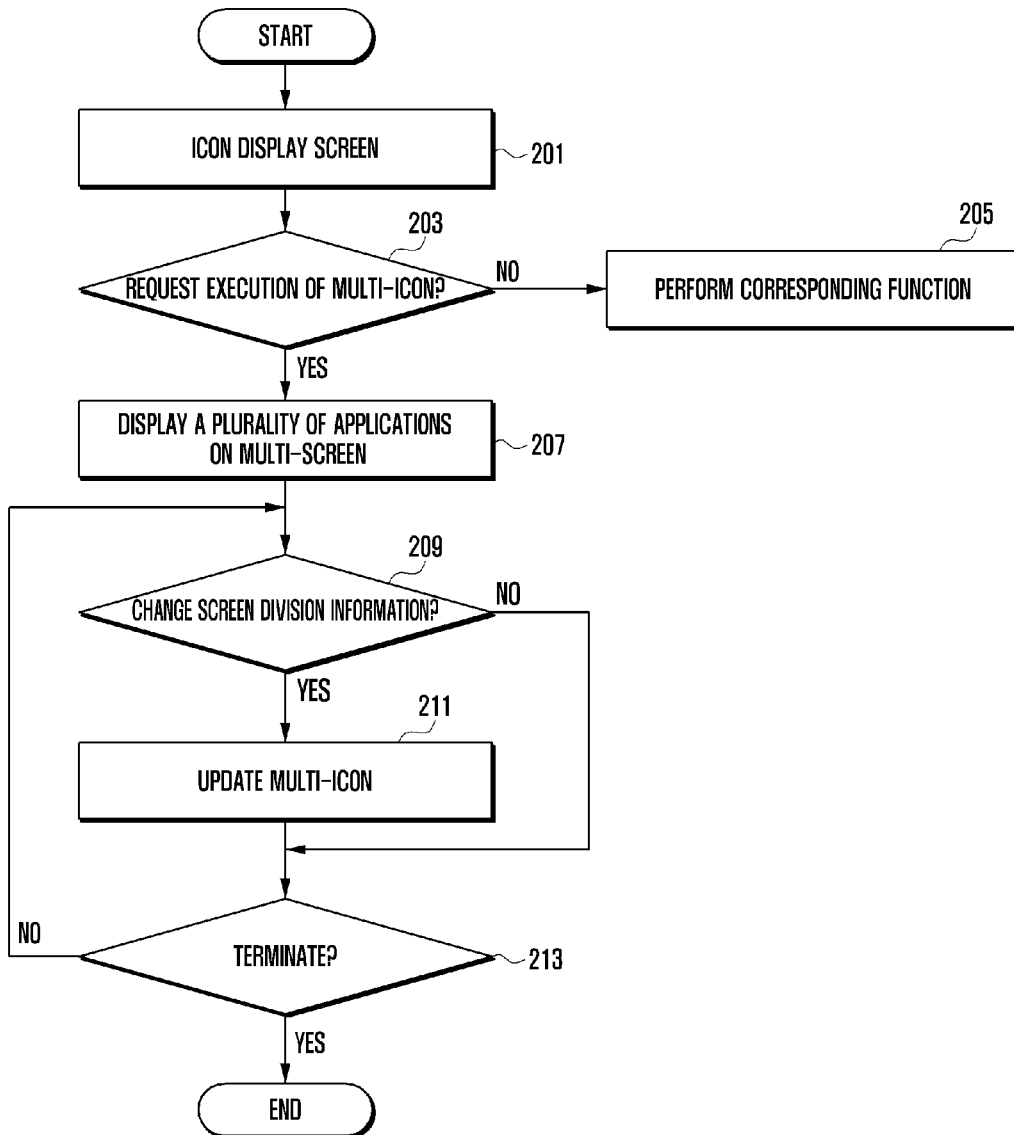 START
ICON DISPLAY SCREEN
201
203
REQUEST EXECUTION OF MULTI-ICON?
NO
205
PERFORM CORRESPONDING FUNCTION
YES
DISPLAY A PLURALITY OF APPLICATIONS
ON MULTI-SCREEN
207
209
CHANGE SCREEN DIVISION INFORMATION?
NO
YES
211
UPDATE MULTI-ICON
NO
TERMINATE?
213
YES
END